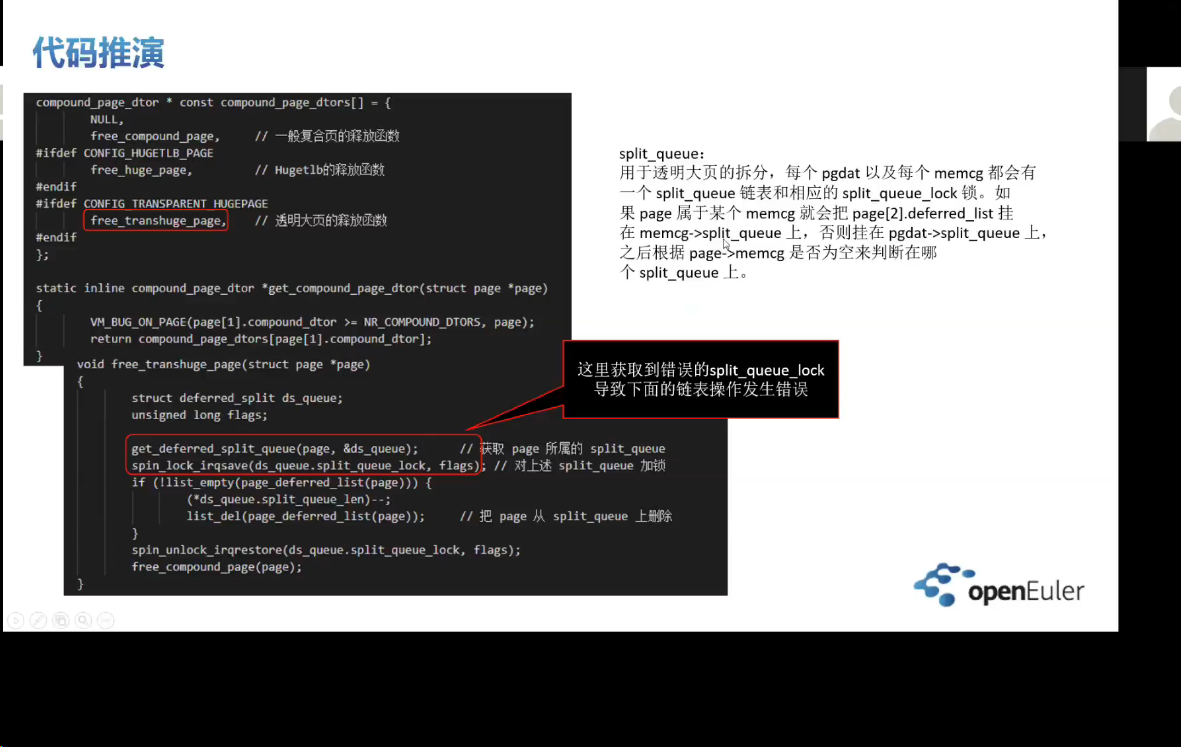 代码推演
compound_page_dtor * const compound_page_dtors[] = {
NULL,
free_compound_page, // 一般复合页的释放函数
#ifdef CONFIG_HUGETLB_PAGE
free_huge_page, // Hugetlb的释放函数
#endif
#ifdef CONFIG_TRANSPARENT_HUGEPAGE
free_transhuge_page, // 透明大页的释放函数
#endif
};
static inline compound_page_dtor *get_compound_page_dtor(struct page *page)
{
VM_BUG_ON_PAGE(page[1].compound_dtor >= NR_COMPOUND_DTORS, page);
return compound_page_dtors[page[1].compound_dtor];
}
void free_transhuge_page(struct page *page)
{
struct deferred_split ds_queue;
unsigned long flags;
get_deferred_split_queue(page, &ds_queue); // 获取 page 所属的 split_queue
spin_lock_irqsave(ds_queue.split_queue_lock, flags); // 对上述 split_queue 加锁
if (!list_empty(page_deferred_list(page))) {
(*ds_queue.split_queue_len)--;
list_del(page_deferred_list(page)); // 把 page 从 split_queue 上删除
}
spin_unlock_irqrestore(ds_queue.split_queue_lock, flags);
free_compound_page(page);
}
split_queue：
用于透明大页的拆分，每个 pgdat 以及每个 memcg 都会有
一个 split_queue 链表和相应的 split_queue_lock 锁。如
果 page 属于某个 memcg 就会把 page[2].deferred_list 挂
在 memcg->split_queue 上，否则挂在 pgdat->split_queue 上，
之后根据 page->memcg 是否为空来判断在哪
个 split_queue 上。
这里获取到错误的split_queue_lock
导致下面的链表操作发生错误
openEuler